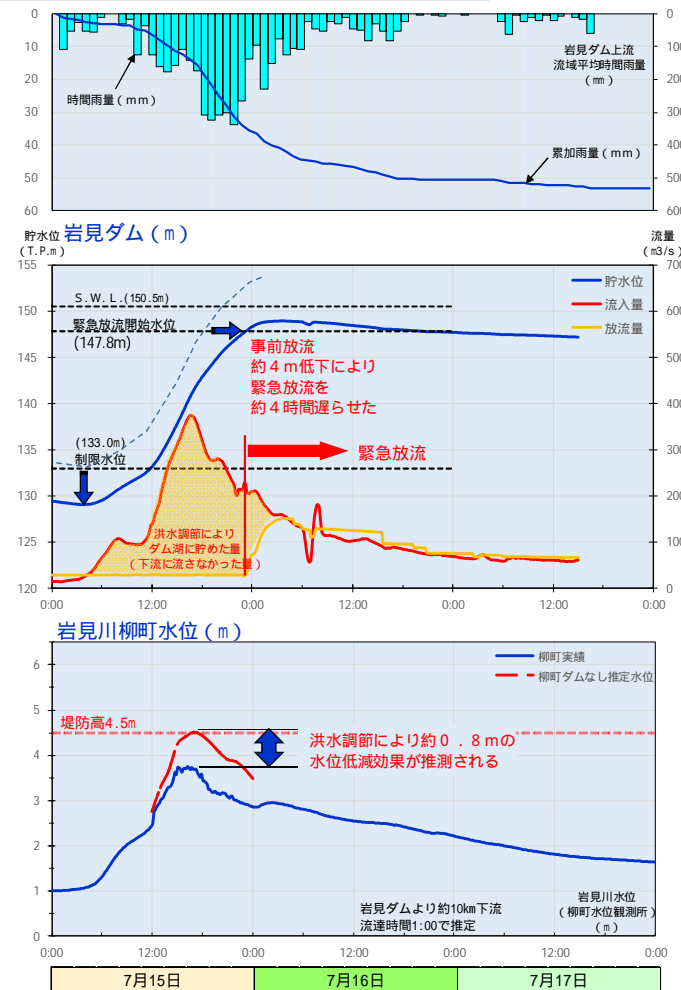 0
10
20
30
40
50
60
0
100
200
300
400
500
600
岩見ダム上流
流域平均時間雨量
(㎜)
時間雨量(mm)
累加雨量(mm)
貯水位
(T.P.m)
岩見ダム(m)
流量
(m3/s)
155
150
145
140
135
130
125
120
700
600
500
400
300
200
100
0
S.W.L.(150.5m)
緊急放流開始水位
(147.8m)
貯水位
流入量
放流量
事前放流
約4m低下により
緊急放流を
約4時間遅らせた
(133.0m)
制限水位
緊急放流
洪水調節により
ダム湖に貯めた量
(下流に流さなかった量)
0:00 12:00 0:00 12:00 0:00 12:00 0:00
岩見川柳町水位(m)
6
5
4
3
2
1
0
柳町実績
柳町ダムなし推定水位
堤防高4.5m
洪水調節により約0.8mの
水位低減効果が推測される
岩見ダムより約10km下流
流達時間1:00で推定
岩見川水位
(柳町水位観測所)
(m)
0:00 12:00 0:00 12:00 0:00 12:00 0:00
7月15日 7月16日 7月17日